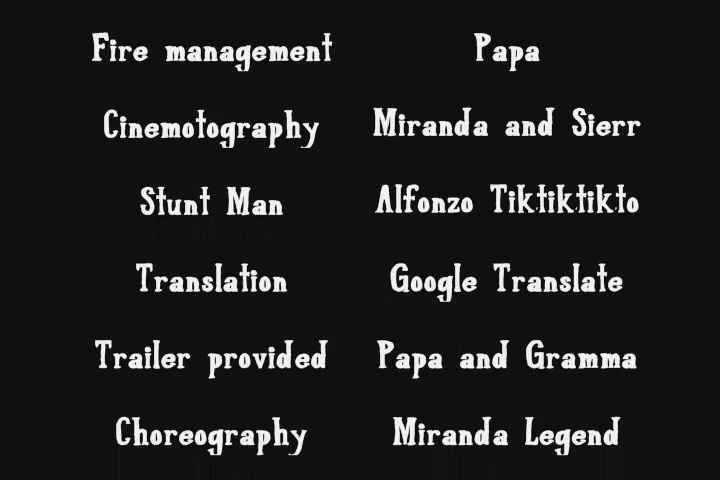 Fire management Papa
Cinemotography Miranda and Sierr
Stunt Man Alfonzo Tiktiktikto
Translation Google Translate
Trailer provided Papa and Gramma
Choreography Miranda Legend